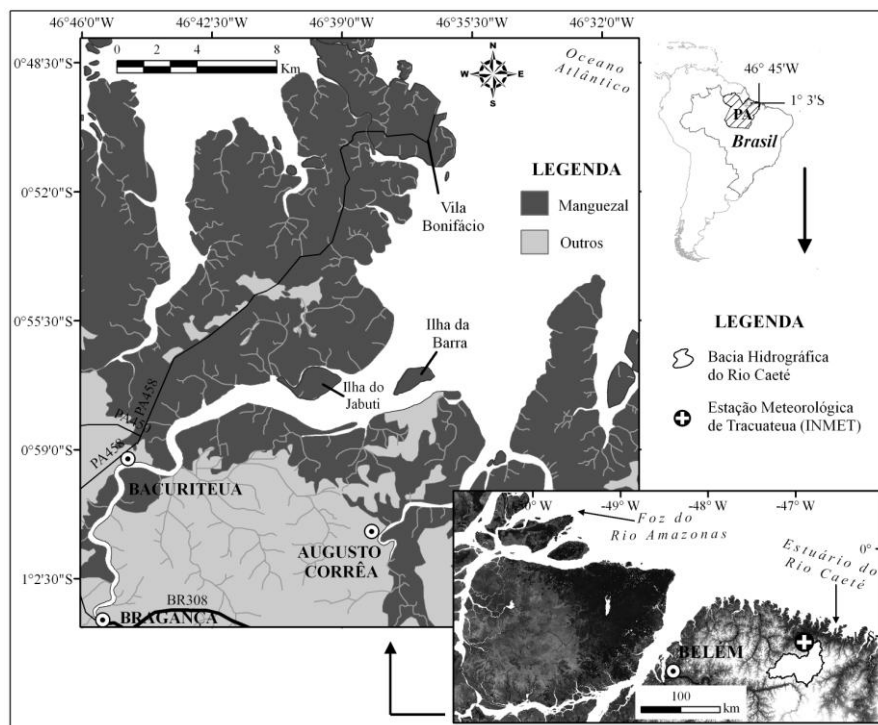 46°46'0"W 46°42'30"W 46°39'0"W 46°35'30"W 46°32'0"W
0°48'30"S
0°52'0"S
0°55'30"S
0°59'0"S
1°2'30"S
0 2 4 8
Km
N
W E
S
Oceano
Atlântico
LEGENDA
Manguezal
Outros
Vila
Bonifácio
Ilha da
Barra
Ilha do
Jabuti
PA458
PA458
BACURITEUA
AUGUSTO
CORRÊA
BR308
BRAGANÇA
46° 45'W
1° 3'S
PA
Brasil
LEGENDA
Bacia Hidrográfica
do Rio Caeté
Estação Meteorológica
de Tracuateua (INMET)
-50° -49° -48° -47°
0°
Foz do
Rio Amazonas
Estuário do
Rio Caeté
BELÉM
100
km